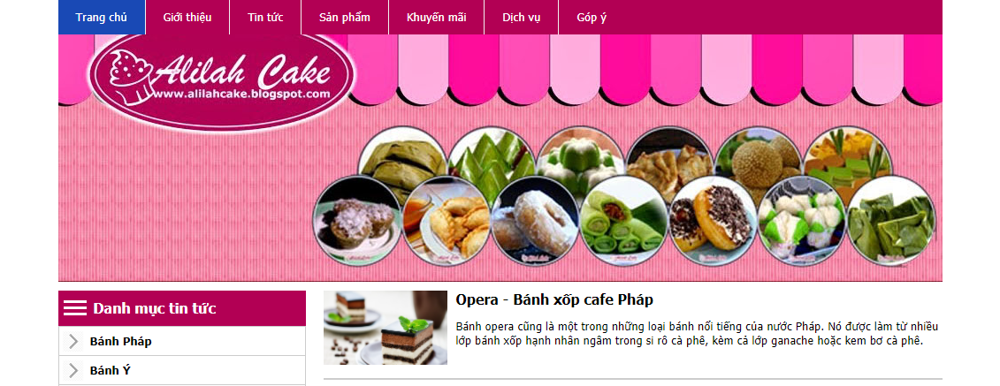 Trang chủ
Giới thiệu
Tin tức
Sản phẩm
Khuyến mãi
Dịch vụ
Góp ý
Alilah Cake
www.alilahcake.blogspot.com
Danh mục tin tức
Bánh Pháp
Bánh Ý
Opera - Bánh xốp cafe Pháp
Bánh opera cũng là một trong những loại bánh nổi tiếng của nước Pháp. Nó được làm từ nhiều
lớp bánh xốp hạnh nhân ngâm trong si rô cà phê, kèm cả lớp ganache hoặc kem bơ cà phê.